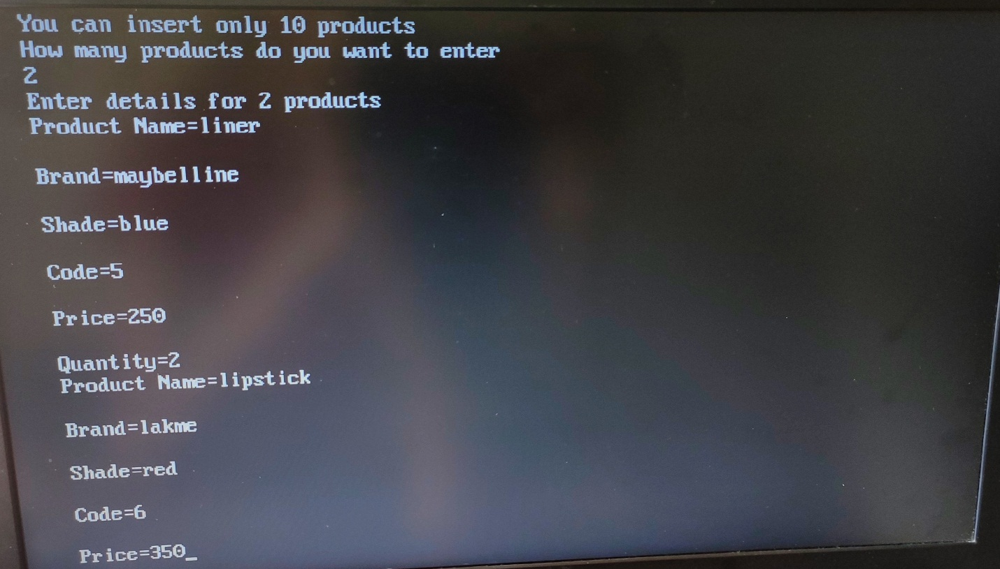 You can insert only 10 products
How many products do you want to enter
2
Enter details for 2 products
Product Name=liner
Brand=maybelline
Shade=blue
Code=5
Price=250
Quantity=2
Product Name=lipstick
Brand=lakme
Shade=red
Code=6
Price=350_